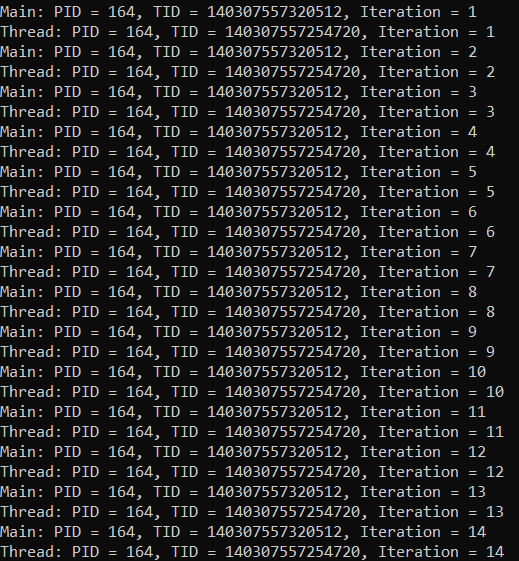 Main: PID = 164, TID = 140307557320512, Iteration = 1
Thread: PID = 164, TID = 140307557254720, Iteration = 1
Main: PID = 164, TID = 140307557320512, Iteration = 2
Thread: PID = 164, TID = 140307557254720, Iteration = 2
Main: PID = 164, TID = 140307557320512, Iteration = 3
Thread: PID = 164, TID = 140307557254720, Iteration = 3
Main: PID = 164, TID = 140307557320512, Iteration = 4
Thread: PID = 164, TID = 140307557254720, Iteration = 4
Main: PID = 164, TID = 140307557320512, Iteration = 5
Thread: PID = 164, TID = 140307557254720, Iteration = 5
Main: PID = 164, TID = 140307557320512, Iteration = 6
Thread: PID = 164, TID = 140307557254720, Iteration = 6
Main: PID = 164, TID = 140307557320512, Iteration = 7
Thread: PID = 164, TID = 140307557254720, Iteration = 7
Main: PID = 164, TID = 140307557320512, Iteration = 8
Thread: PID = 164, TID = 140307557254720, Iteration = 8
Main: PID = 164, TID = 140307557320512, Iteration = 9
Thread: PID = 164, TID = 140307557254720, Iteration = 9
Main: PID = 164, TID = 140307557320512, Iteration = 10
Thread: PID = 164, TID = 140307557254720, Iteration = 10
Main: PID = 164, TID = 140307557320512, Iteration = 11
Thread: PID = 164, TID = 140307557254720, Iteration = 11
Main: PID = 164, TID = 140307557320512, Iteration = 12
Thread: PID = 164, TID = 140307557254720, Iteration = 12
Main: PID = 164, TID = 140307557320512, Iteration = 13
Thread: PID = 164, TID = 140307557254720, Iteration = 13
Main: PID = 164, TID = 140307557320512, Iteration = 14
Thread: PID = 164, TID = 140307557254720, Iteration = 14